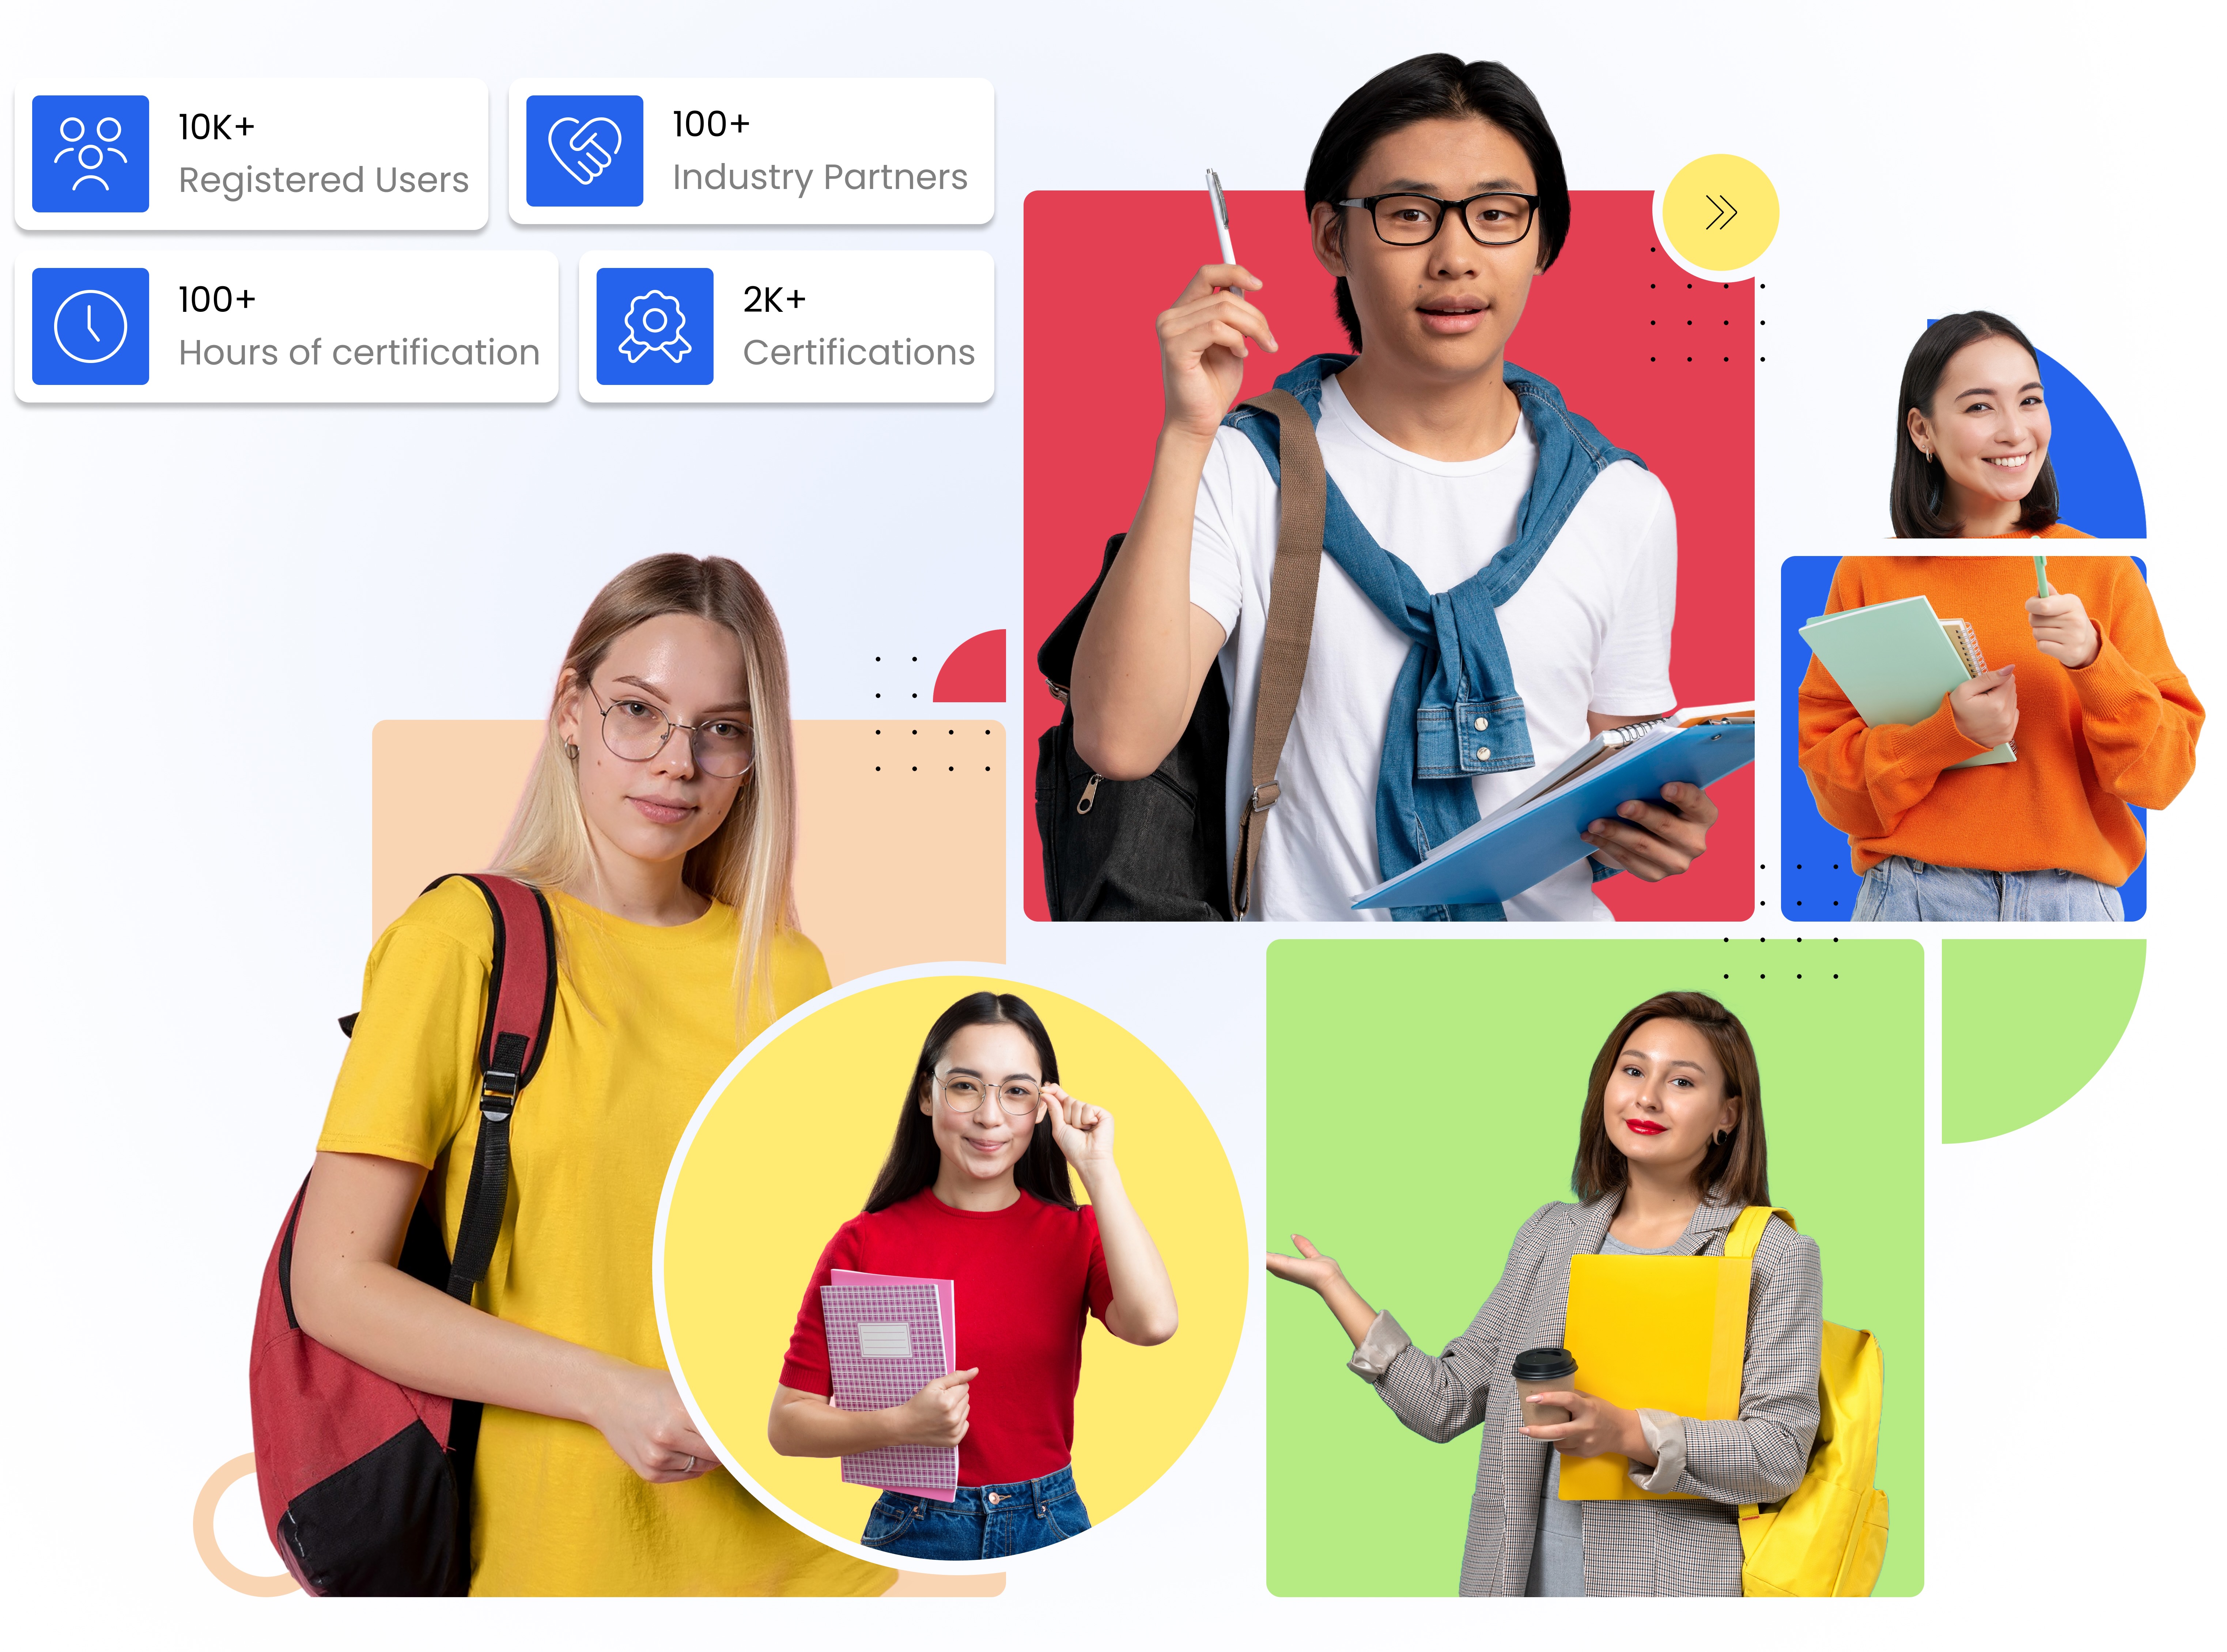 10K+
Registered Users
100+
Industry Partners
100+
Hours of certification
2K+
Certifications